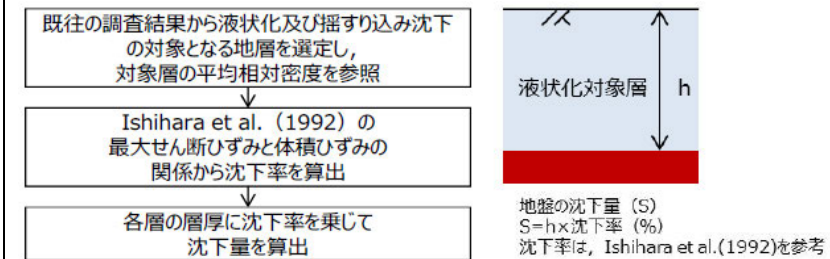 既往の調査結果から液状化及び揺すり込み沈下
の対象となる地層を選定し，
対象層の平均相対密度を参照
Ishihara et al.（1992）の
最大せん断ひずみと体積ひずみの
関係から沈下率を算出
各層の層厚に沈下率を乗じて
沈下量を算出
液状化対象層
h
地盤の沈下量（S）
S=h×沈下率（%）
沈下率は，Ishihara et al.(1992)を参考